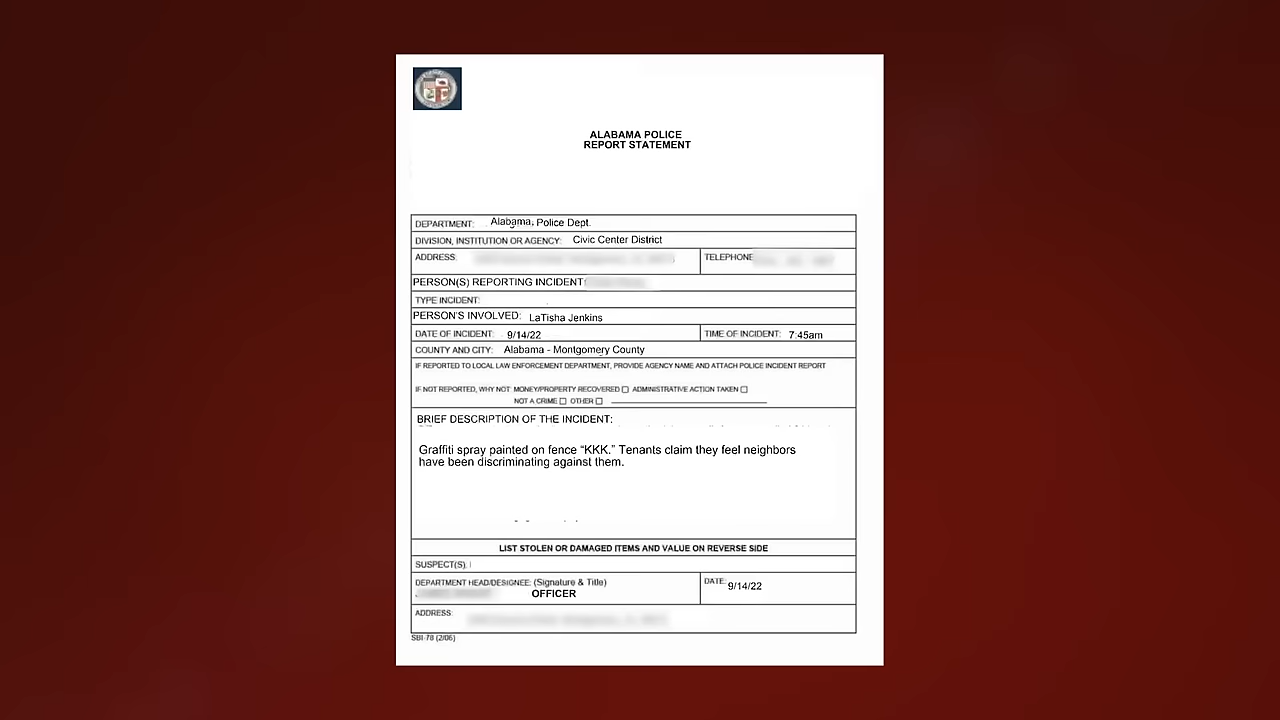 ALABAMA POLICE
REPORT STATEMENT
DEPARTMENT: Alabama, Police Dept.
DIVISION, INSTITUTION OR AGENCY: Civic Center District
ADDRESS:
TELEPHONE
PERSON(S) REPORTING INCIDENT:
TYPE INCIDENT:
PERSON'S INVOLVED: LaTisha Jenkins
DATE OF INCIDENT: 9/14/22 TIME OF INCIDENT: 7:45am
COUNTY AND CITY: Alabama - Montgomery County
IF REPORTED TO LOCAL LAW ENFORCEMENT DEPARTMENT, PROVIDE AGENCY NAME AND ATTACH POLICE INCIDENT REPORT
IF NOT REPORTED, WHY NOT: MONEY/PROPERTY RECOVERED ☐ ADMINISTRATIVE ACTION TAKEN ☐
NOT A CRIME ☐ OTHER ☐
BRIEF DESCRIPTION OF THE INCIDENT:
Graffiti spray painted on fence “KKK.” Tenants claim they feel neighbors
have been discriminating against them.
LIST STOLEN OR DAMAGED ITEMS AND VALUE ON REVERSE SIDE
SUSPECT(S),
DEPARTMENT HEAD/DESIGNEE: (Signature & Title)
OFFICER
DATE: 9/14/22
ADDRESS:
SBI-78 (2/06)